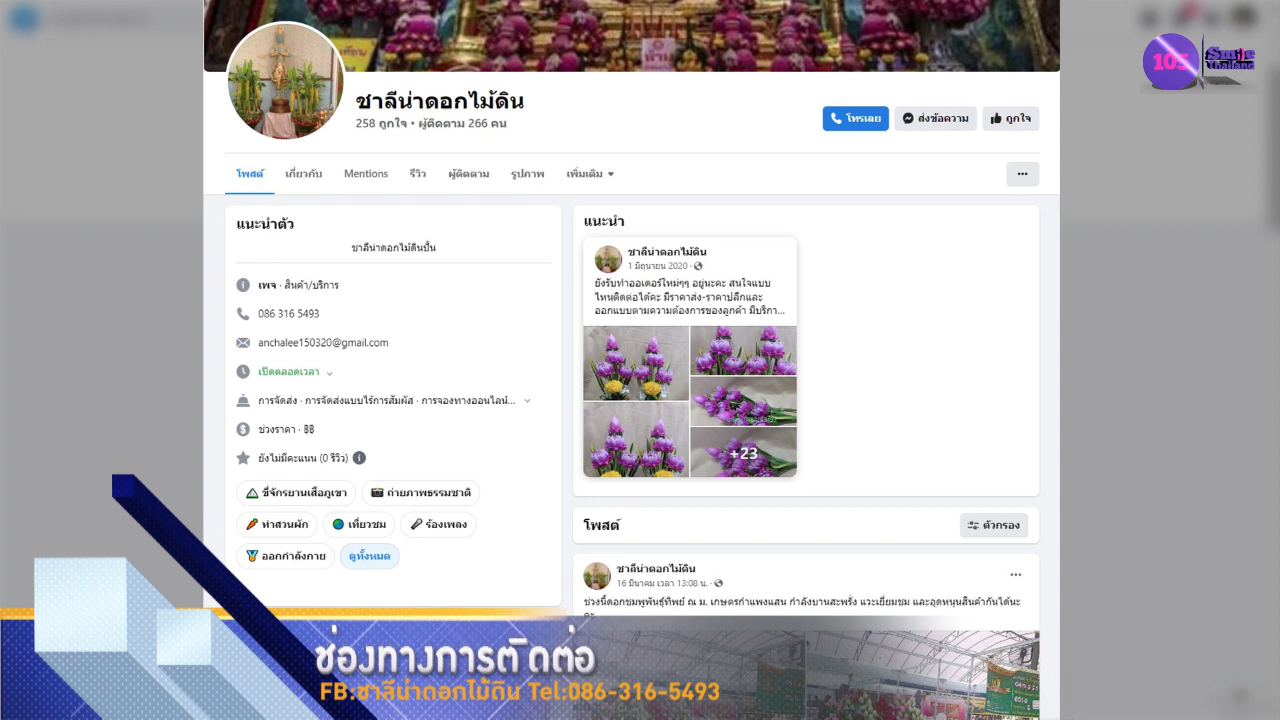 105 Smile
Thailand
ชาลีน่าดอกไม้ดิน
258 ถูกใจ • ผู้ติดตาม 266 คน
โทรเลย
ส่งข้อความ
ถูกใจ
โพสต์
เกี่ยวกับ
Mentions
รีวิว
ผู้ติดตาม
รูปภาพ
เพิ่มเติม
แนะนำตัว
ชาลีน่าดอกไม้ดินปั้น
เพจ · สินค้า/บริการ
086 316 5493
anchalee150320@gmail.com
เปิดตลอดเวลา
การจัดส่ง · การจัดส่งแบบไร้การสัมผัส · การจองทางออนไลน์...
ช่วงราคา · ฿฿
ยังไม่มีคะแนน (0 รีวิว)
ขี่จักรยานเสือภูเขา
ถ่ายภาพธรรมชาติ
ทำสวนผัก
เที่ยวชม
ร้องเพลง
ออกกำลังกาย
ดูทั้งหมด
แนะนำ
ชาลีน่าดอกไม้ดิน
1 มิถุนายน 2020 ·
ยังรับทำออเดอร์ใหม่ๆๆ อยู่นะคะ สนใจแบบ
ไหนติดต่อได้คะ มีราคาส่ง-ราคาปลีกและ
ออกแบบตามความต้องการของลูกค้า มีบริกา...
+23
โพสต์
ตัวกรอง
ชาลีน่าดอกไม้ดิน
16 มีนาคม เวลา 13:08 น. ·
ช่วงนี้ดอกชมพูพันธุ์ทิพย์ ณ ม. เกษตรกำแพงแสน กำลังบานสะพรั่ง แวะเยี่ยมชม และอุดหนุนสินค้ากันได้นะ
คะ
ช่องทางการติดต่อ
FB:ชาลีน่าดอกไม้ดิน Tel:086-316-5493